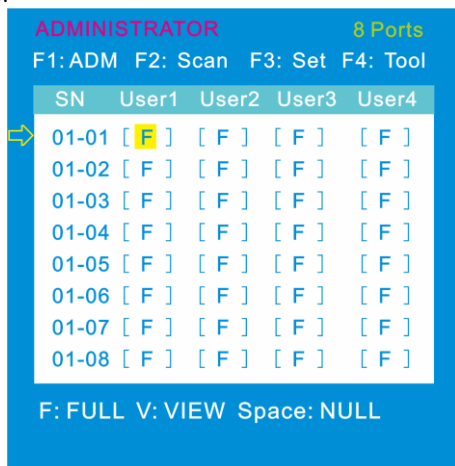 ADMINISTRATOR 8 Ports
F1: ADM F2: Scan F3: Set F4: Tool
SN User1 User2 User3 User4
01-01 [ F ] [ F ] [ F ] [ F ]
01-02 [ F ] [ F ] [ F ] [ F ]
01-03 [ F ] [ F ] [ F ] [ F ]
01-04 [ F ] [ F ] [ F ] [ F ]
01-05 [ F ] [ F ] [ F ] [ F ]
01-06 [ F ] [ F ] [ F ] [ F ]
01-07 [ F ] [ F ] [ F ] [ F ]
01-08 [ F ] [ F ] [ F ] [ F ]
F: FULL V: VIEW Space: NULL